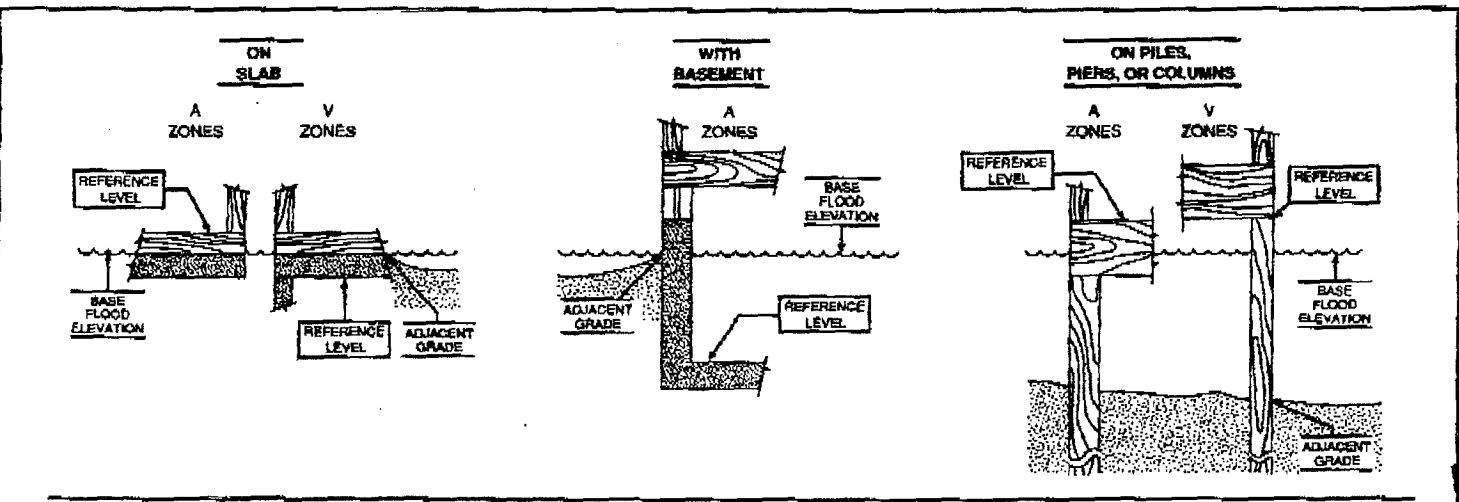 ON
SLAB
A
ZONES
V
ZONES
REFERENCE
LEVEL
BASE
FLOOD
ELEVATION
REFERENCE
LEVEL
ADJACENT
GRADE
WITH
BASEMENT
A
ZONES
BASE
FLOOD
ELEVATION
ADJACENT
GRADE
REFERENCE
LEVEL
ON PILES,
PIERS, OR COLUMNS
A
ZONES
V
ZONES
REFERENCE
LEVEL
REFERENCE
LEVEL
BASE
FLOOD
ELEVATION
ADJACENT
GRADE